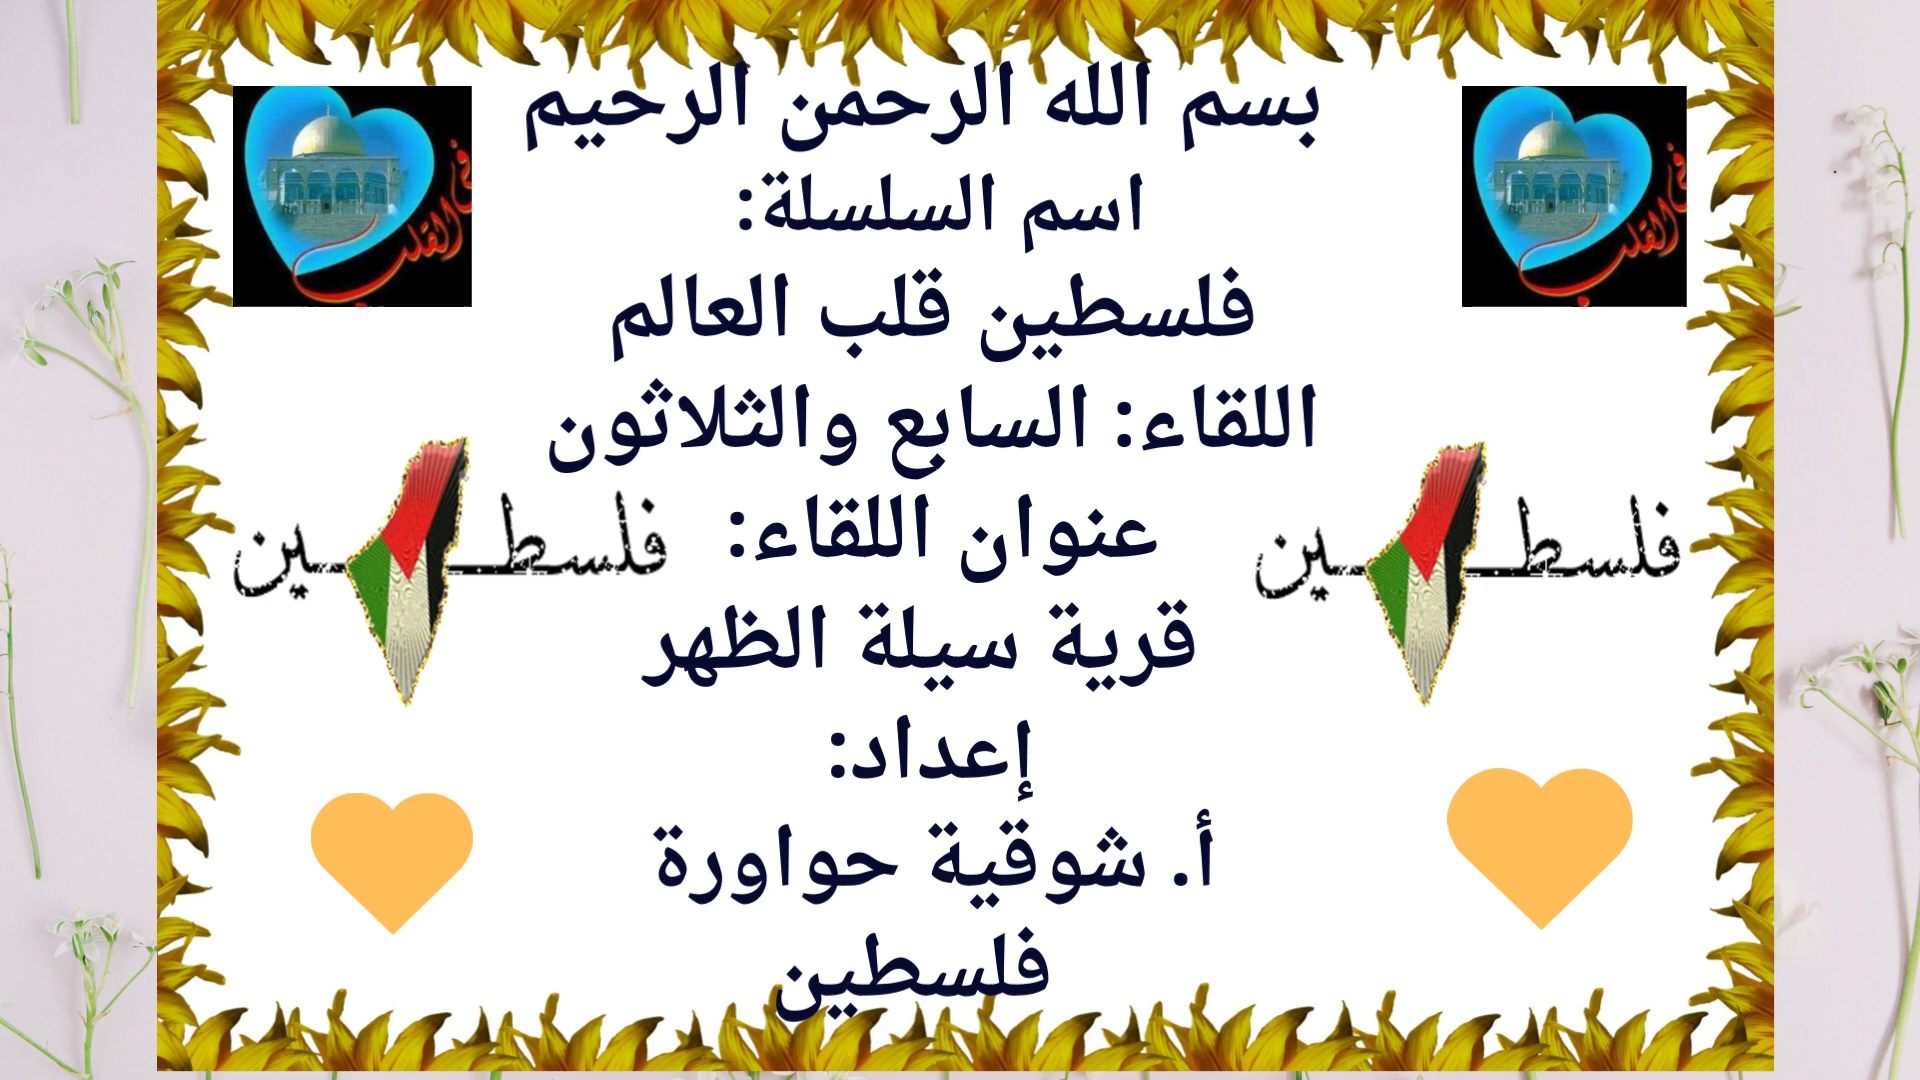 بسم الله الرحمن الرحيم
اسم السلسلة:
فلسطين قلب العالم
اللقاء: السابع والثلاثون
عنوان اللقاء:
قرية سيلة الظهر
إعداد:
أ. شوقية حواورة
فلسطين
في القلب
في القلب
فلسطين
فلسطين